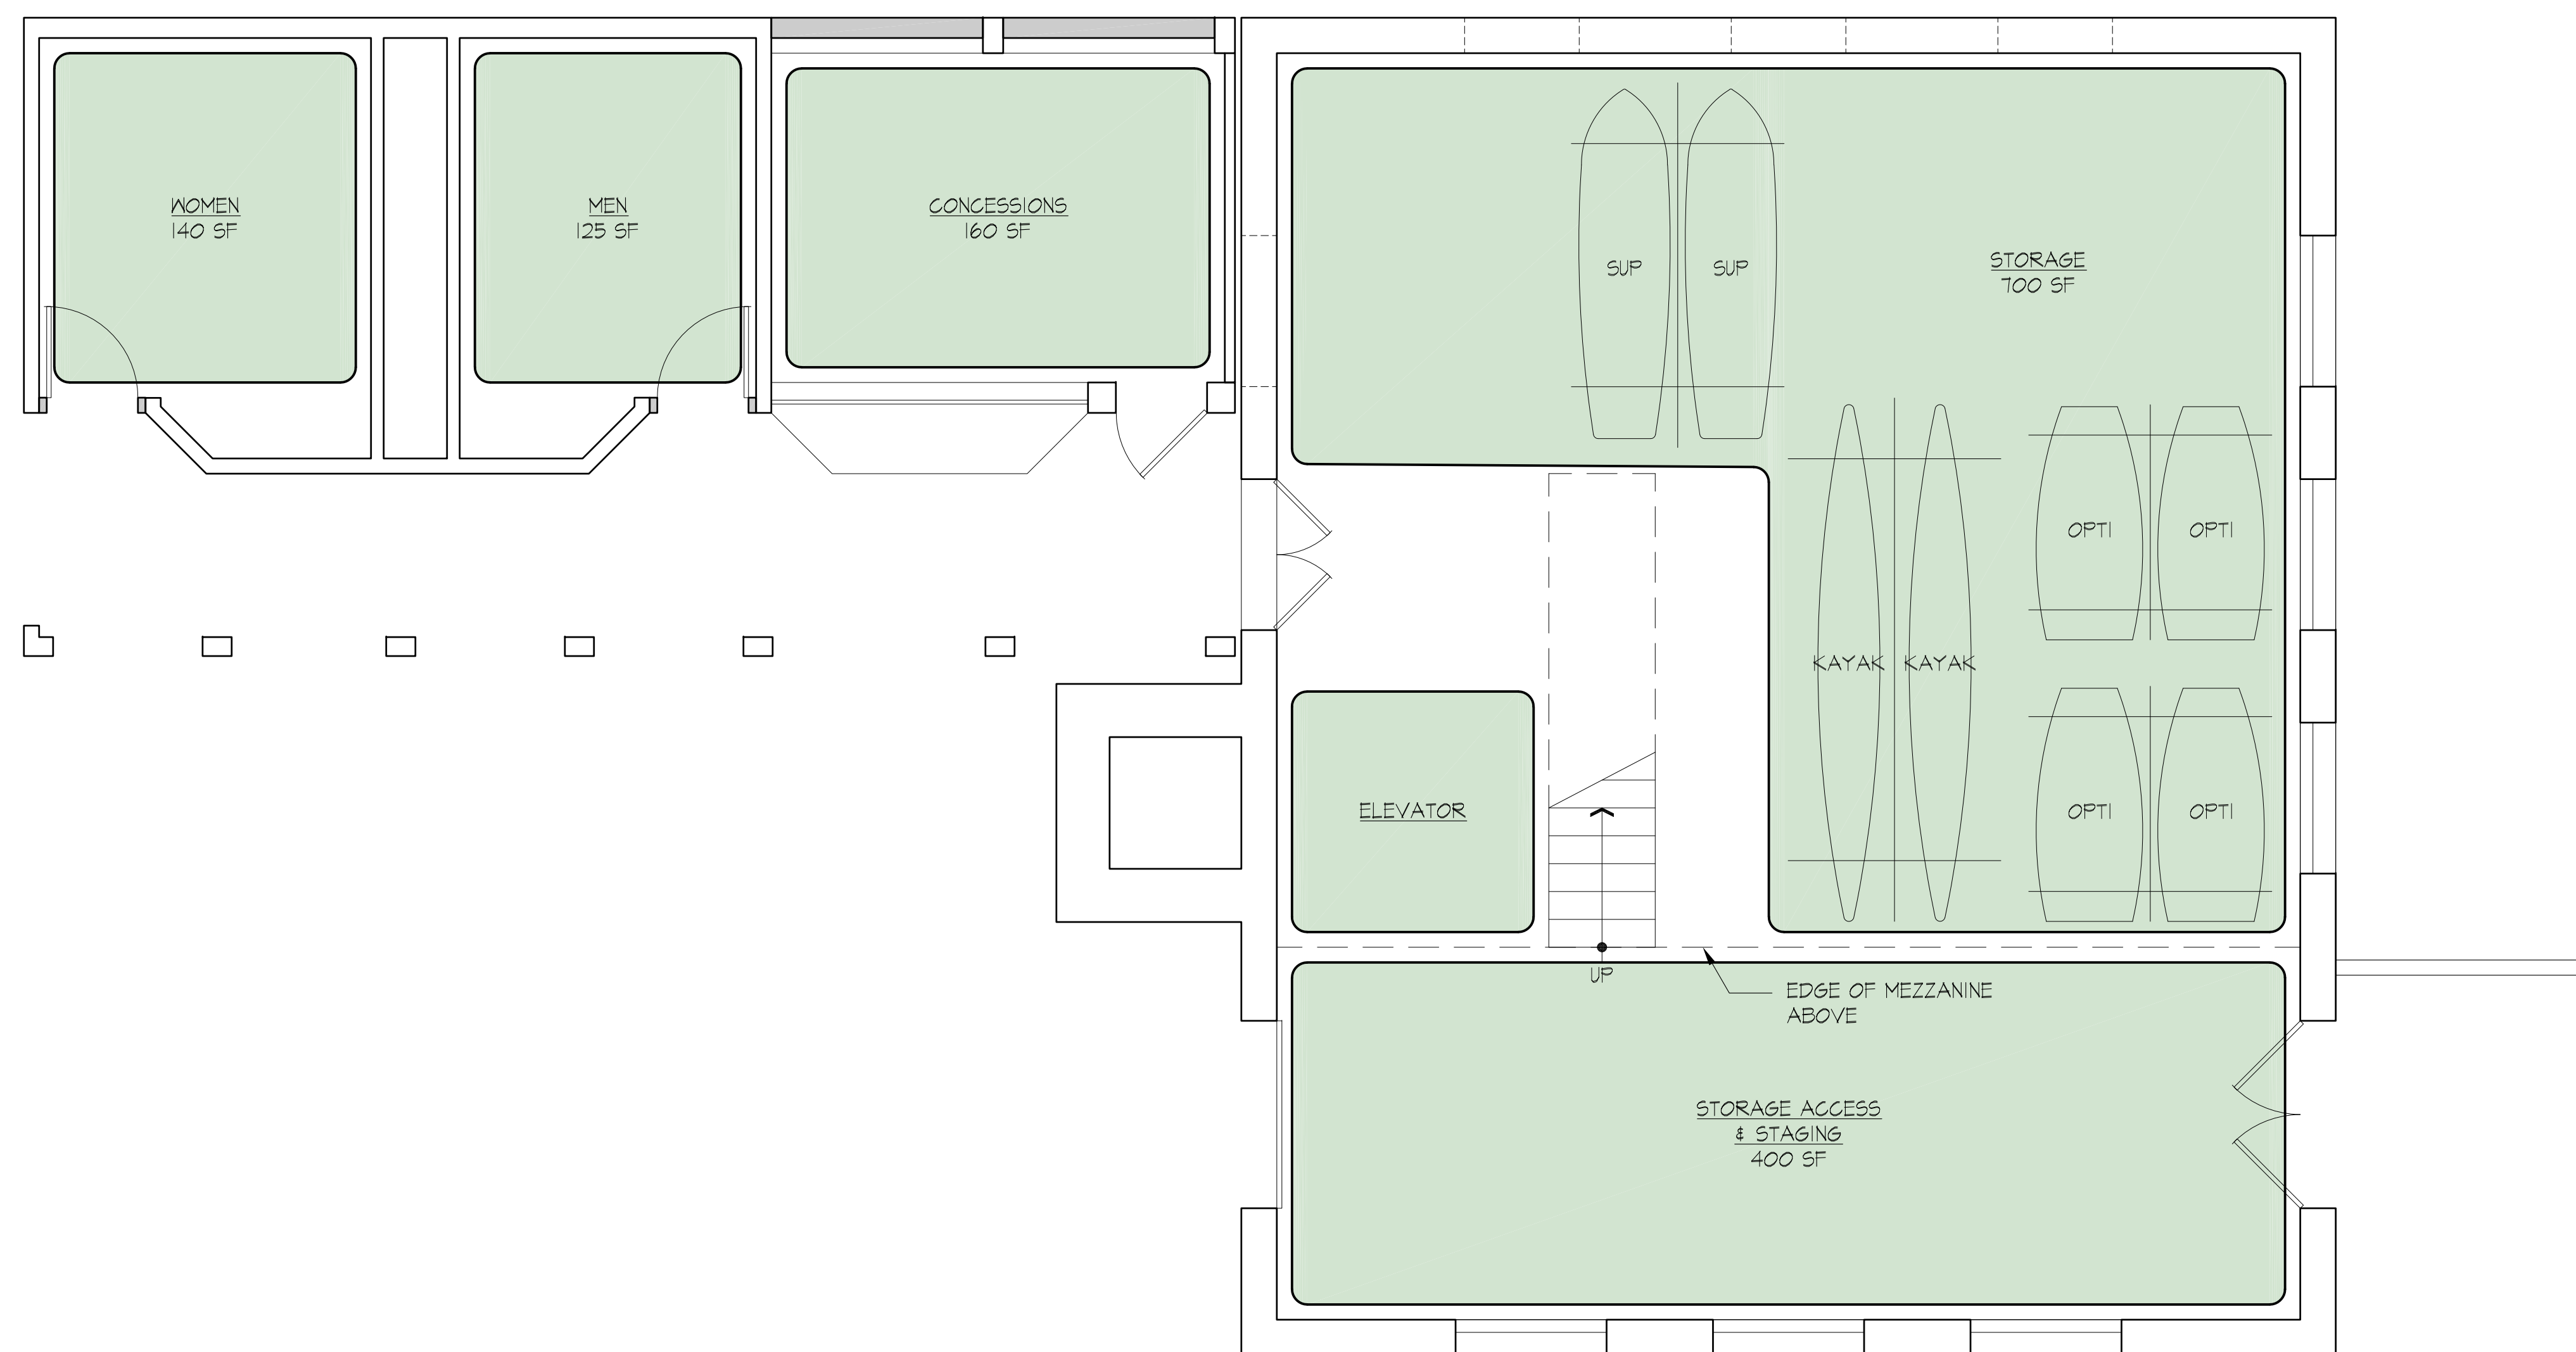 WOMEN
140 SF
MEN
125 SF
CONCESSIONS
160 SF
SUP
SUP
STORAGE
700 SF
OPTI
OPTI
KAYAK
KAYAK
ELEVATOR
OPTI
OPTI
UP
EDGE OF MEZZANINE
ABOVE
STORAGE ACCESS
& STAGING
400 SF